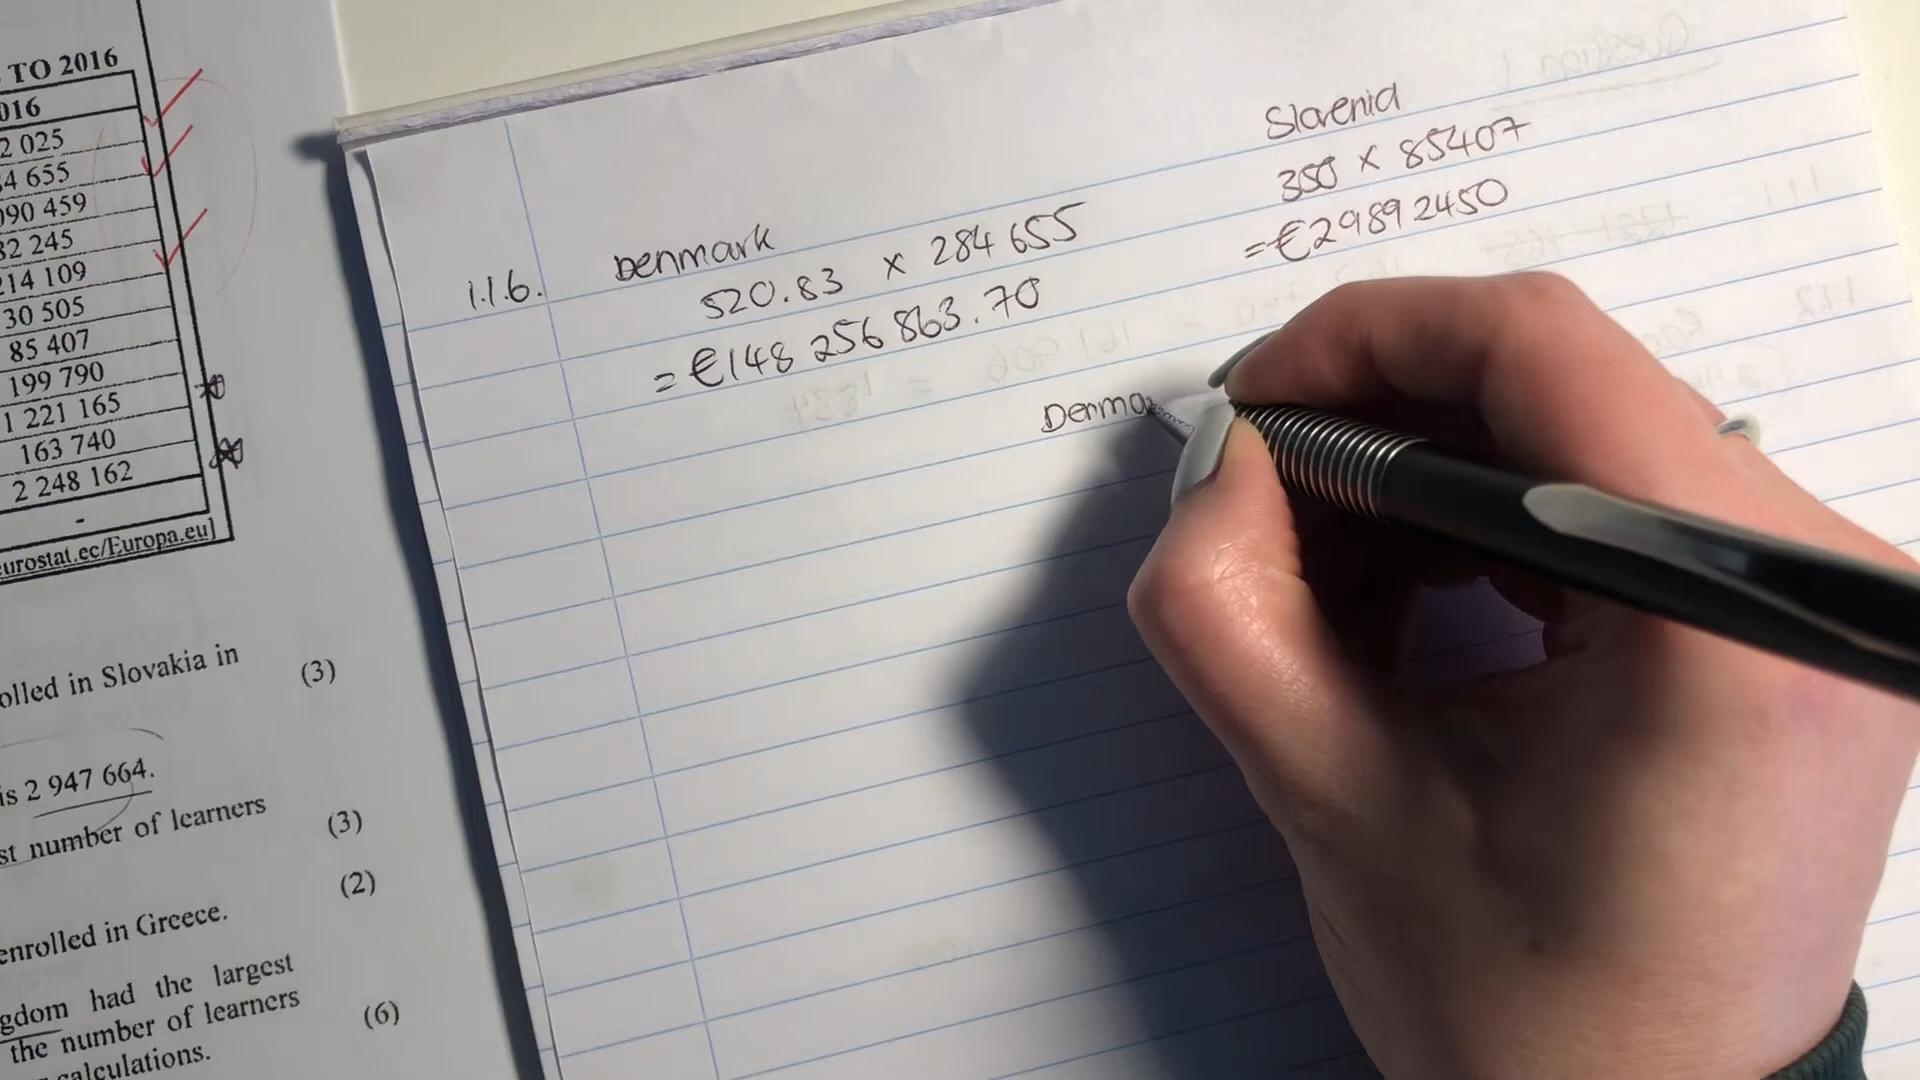 TO 2016
016
2 025
4 655
090 459
32 245
214 109
30 505
85 407
199 790
1 221 165
163 740
2 248 162
-
eurostat.ec/Europa.eu]
olled in Slovakia in (3)
is 2 947 664.
st number of learners (3)
(2)
enrolled in Greece.
gdom had the largest
the number of learners (6)
calculations.
1.1.6.
Denmark
520.83 x 284 655
= €148 256 863.70
Slovenia
350 x 85407
= €29892450
Denma